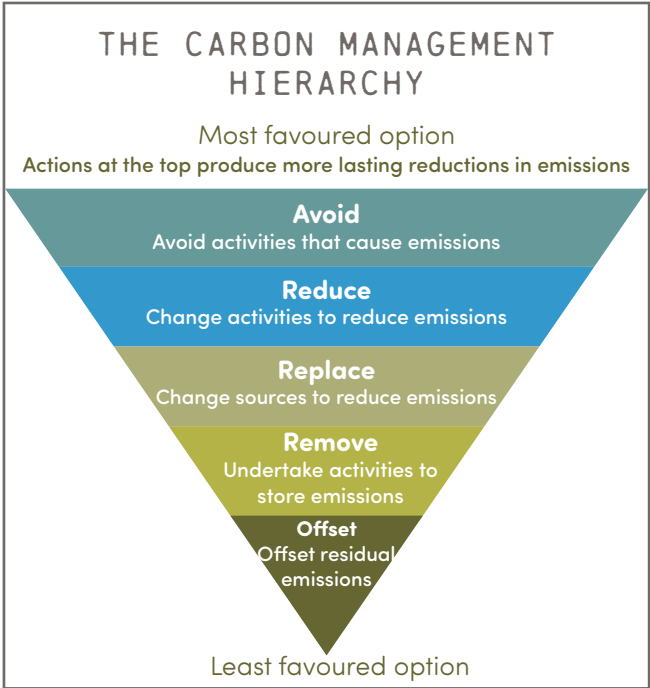 THE CARBON MANAGEMENT
HIERARCHY
Most favoured option
Actions at the top produce more lasting reductions in emissions
Avoid
Avoid activities that cause emissions
Reduce
Change activities to reduce emissions
Replace
Change sources to reduce emissions
Remove
Undertake activities to
store emissions
Offset
Offset residual
emissions
Least favoured option